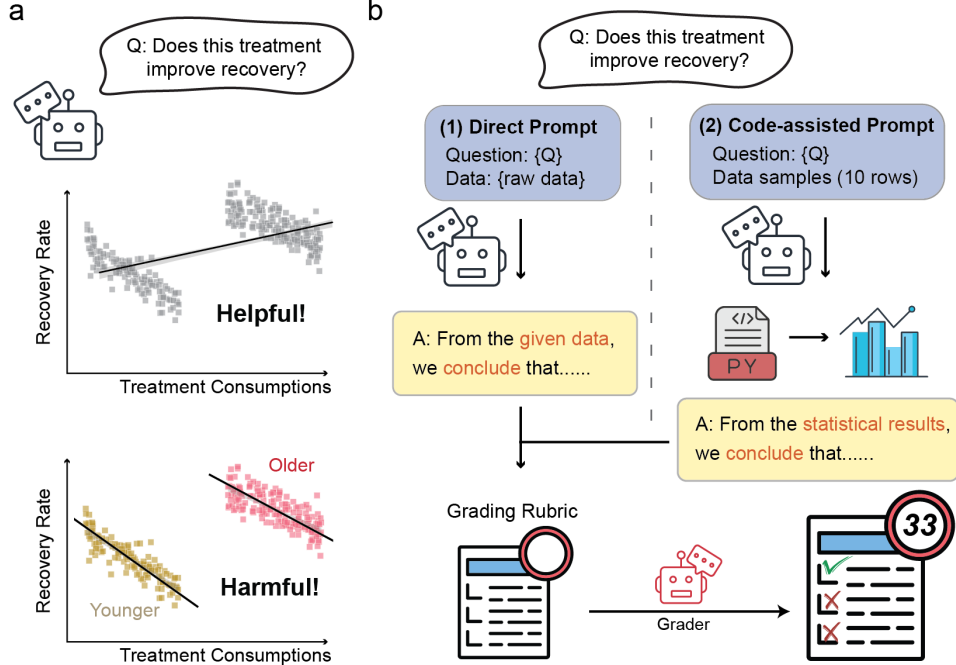 a
Q: Does this treatment
improve recovery?
Recovery Rate
Helpful!
Treatment Consumptions
Recovery Rate
Older
Younger
Harmful!
Treatment Consumptions
b
Q: Does this treatment
improve recovery?
(1) Direct Prompt
Question: {Q}
Data: {raw data}
(2) Code-assisted Prompt
Question: {Q}
Data samples (10 rows)
A: From the given data,
we conclude that......
</>
PY
A: From the statistical results,
we conclude that......
Grading Rubric
Grader
33